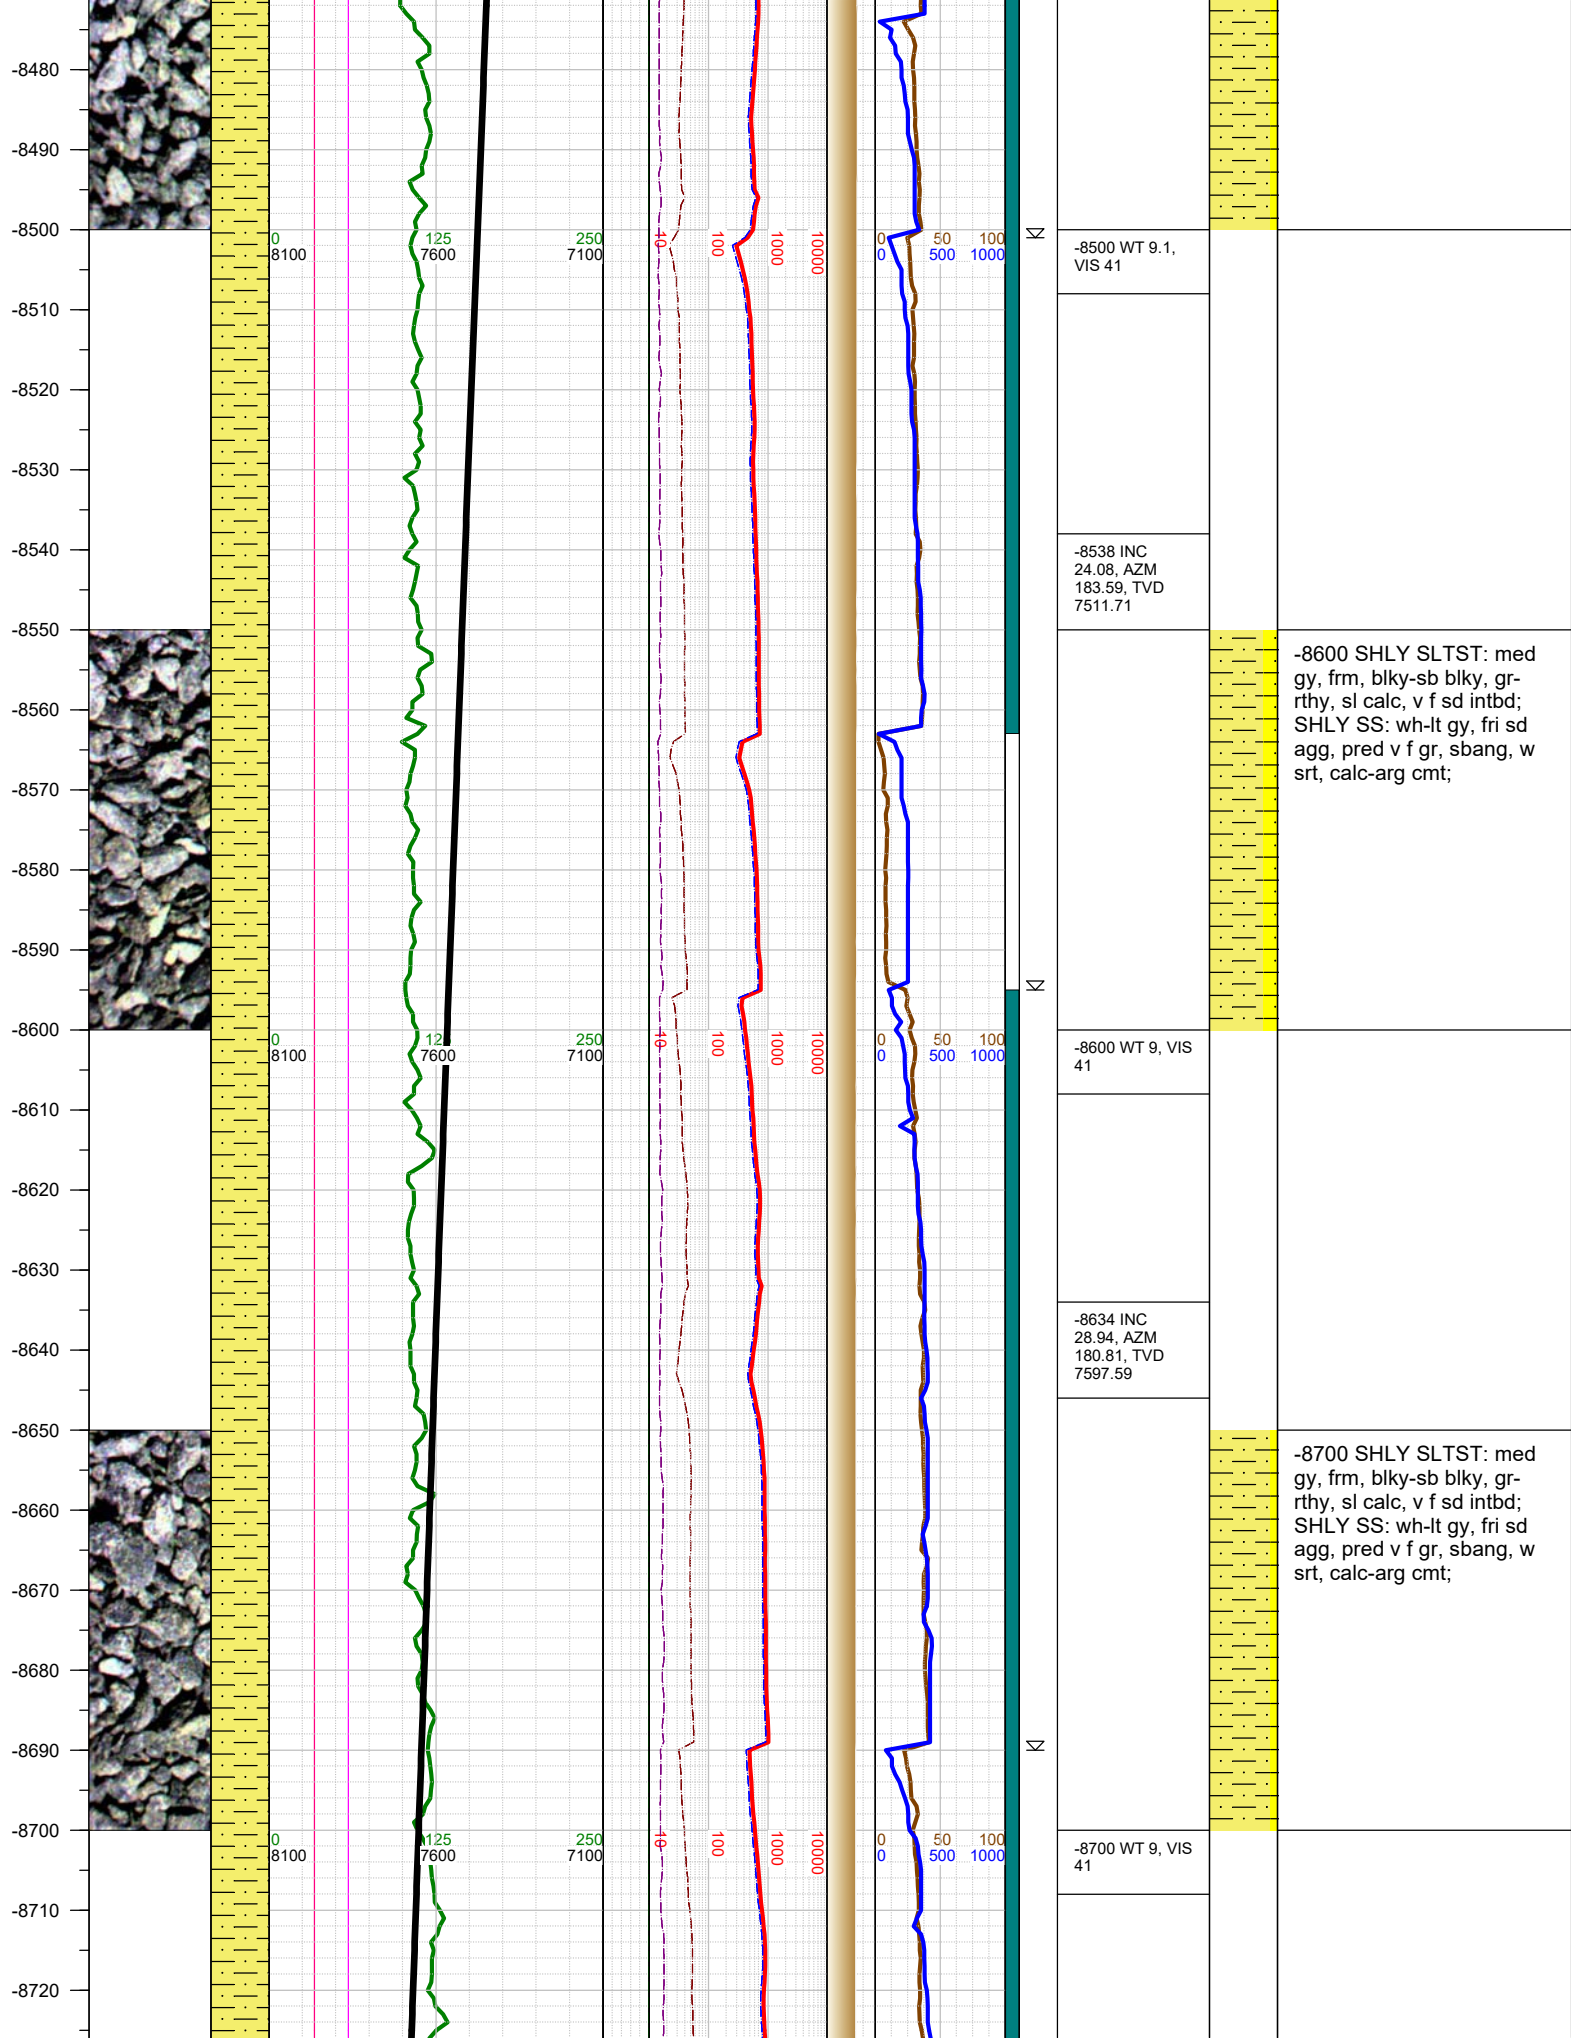 -8480
-8490
-8500
0 125 250 10 100 1000 10000 0 50 100
8100 7600 7100 0 500 1000
-8500 WT 9.1,
VIS 41
-8510
-8520
-8530
-8540
-8538 INC
24.08, AZM
183.59, TVD
7511.71
-8550
-8600 SHLY SLTST: med
gy, frm, blky-sb blky, gr-
rthy, sl calc, v f sd intbd;
SHLY SS: wh-lt gy, fri sd
agg, pred v f gr, sbang, w
srt, calc-arg cmt;
-8560
-8570
-8580
-8590
-8600
0 12 250 10 100 1000 10000 0 50 100
8100 7600 7100 0 500 1000
-8600 WT 9, VIS
41
-8610
-8620
-8630
-8634 INC
28.94, AZM
180.81, TVD
7597.59
-8640
-8650
-8700 SHLY SLTST: med
gy, frm, blky-sb blky, gr-
rthy, sl calc, v f sd intbd;
SHLY SS: wh-lt gy, fri sd
agg, pred v f gr, sbang, w
srt, calc-arg cmt;
-8660
-8670
-8680
-8690
-8700
0 125 250 10 100 1000 10000 0 50 100
8100 7600 7100 0 500 1000
-8700 WT 9, VIS
41
-8710
-8720